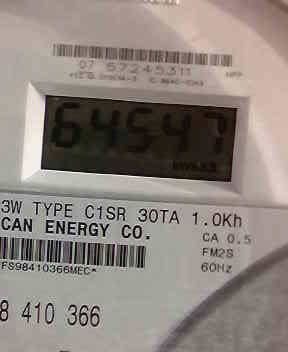 07 57245311
64547
3W TYPE C1SR 30TA 1.0Kh
CAN ENERGY CO.
CA 0.5
FM2S
60Hz
*FS98410366MEC*
8 410 366